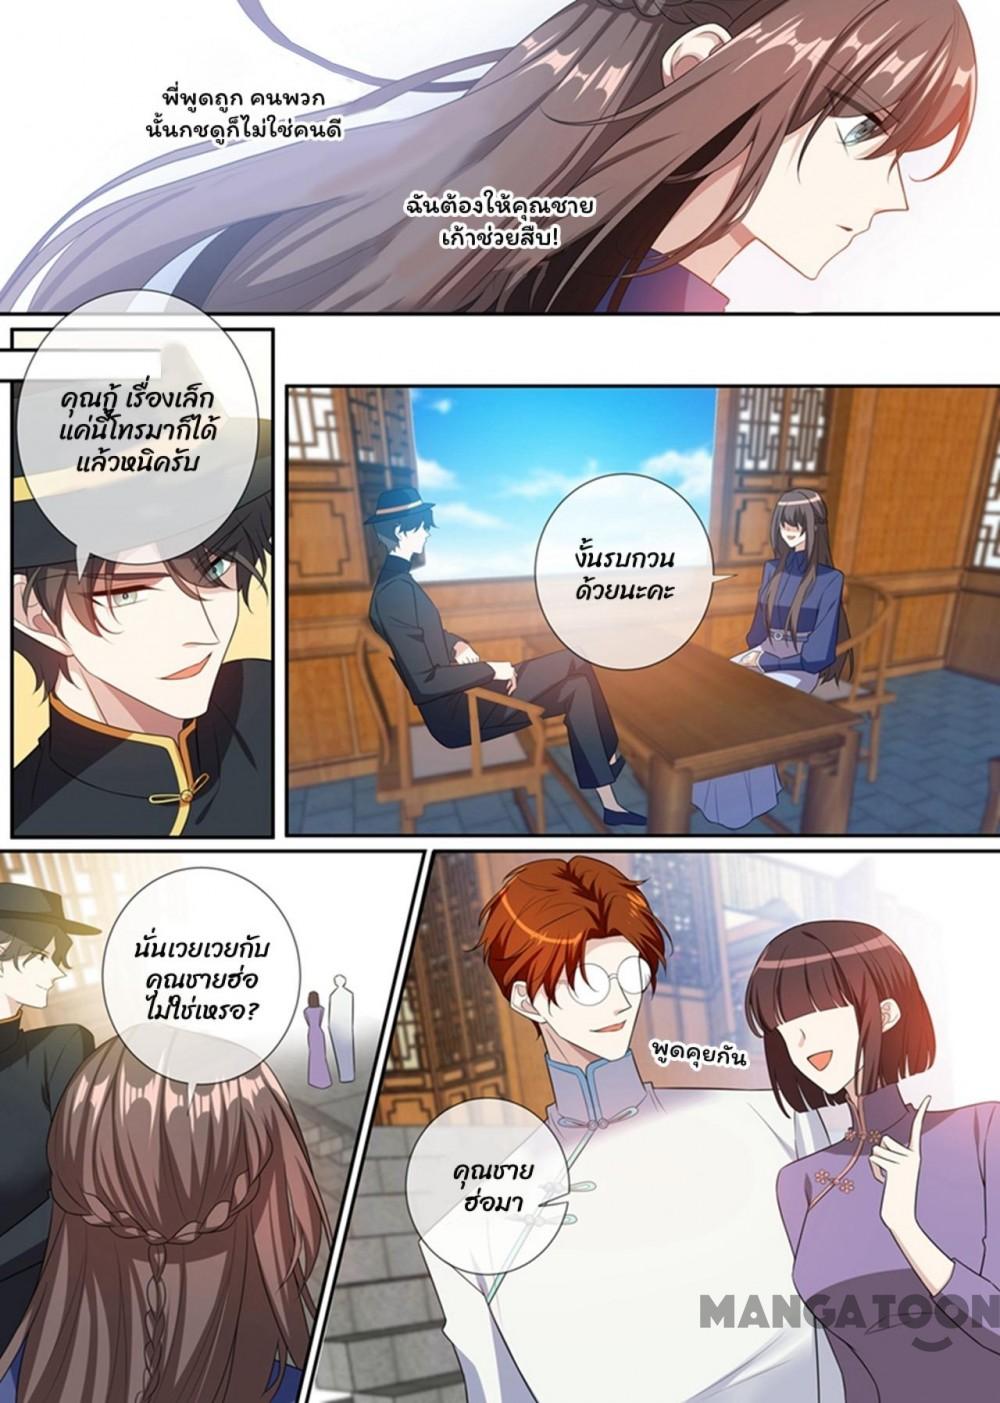 พี่พูดถูก คนพวก
นั้นกชดูก็ไม่ใช่คนดี
ฉันต้องให้คุณชาย
เก้าช่วยสืบ!
คุณกู้ เรื่องเล็ก
แค่นี้โทรมาก็ได้
แล้วหนิครับ
งั้นรบกวน
ด้วยนะคะ
นั่นเวยเวยกับ
คุณชายฮ่อ
ไม่ใช่เหรอ?
พูดคุยกัน
คุณชาย
ฮ่อมา
MANGATOON